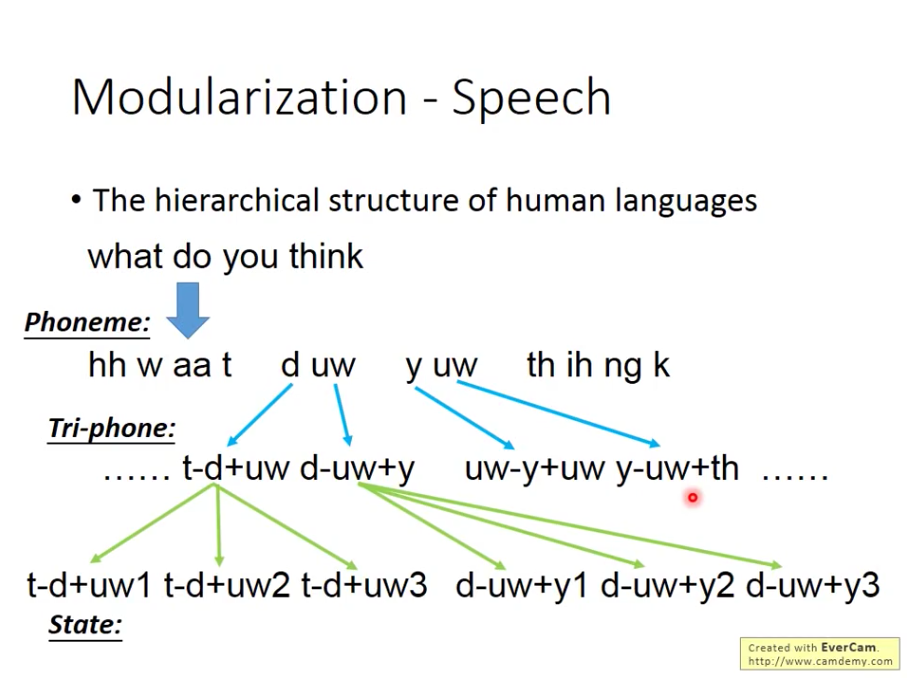 Modularization - Speech
• The hierarchical structure of human languages
what do you think
Phoneme:
hh w aa t d uw y uw th ih ng k
Tri-phone:
...... t-d+uw d-uw+y uw-y+uw y-uw+th ......
t-d+uw1 t-d+uw2 t-d+uw3 d-uw+y1 d-uw+y2 d-uw+y3
State:
Created with EverCam.
http://www.camdemy.com